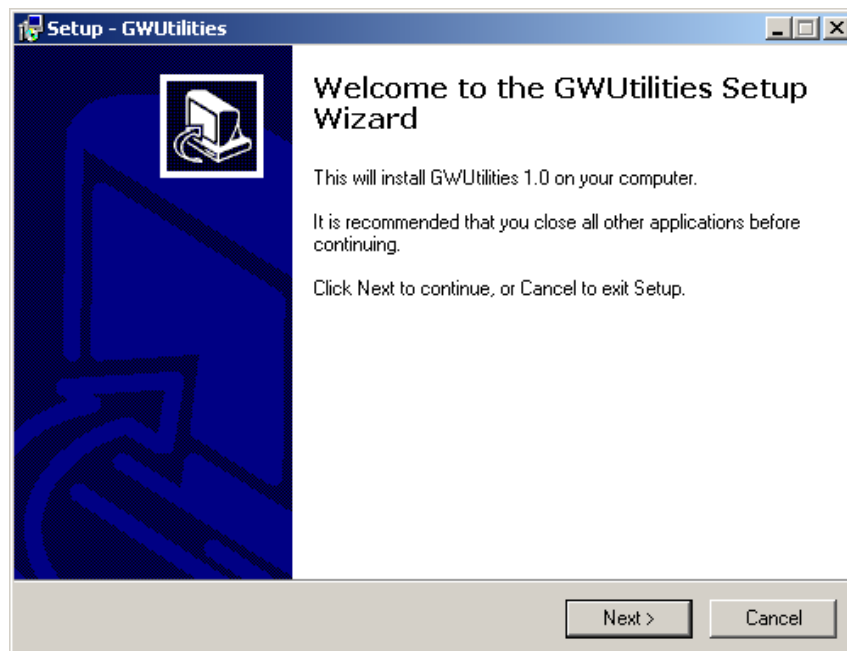 Setup - GWUtilities
Welcome to the GWUtilities Setup
Wizard
This will install GWUtilities 1.0 on your computer.
It is recommended that you close all other applications before
continuing.
Click Next to continue, or Cancel to exit Setup.
Next >
Cancel